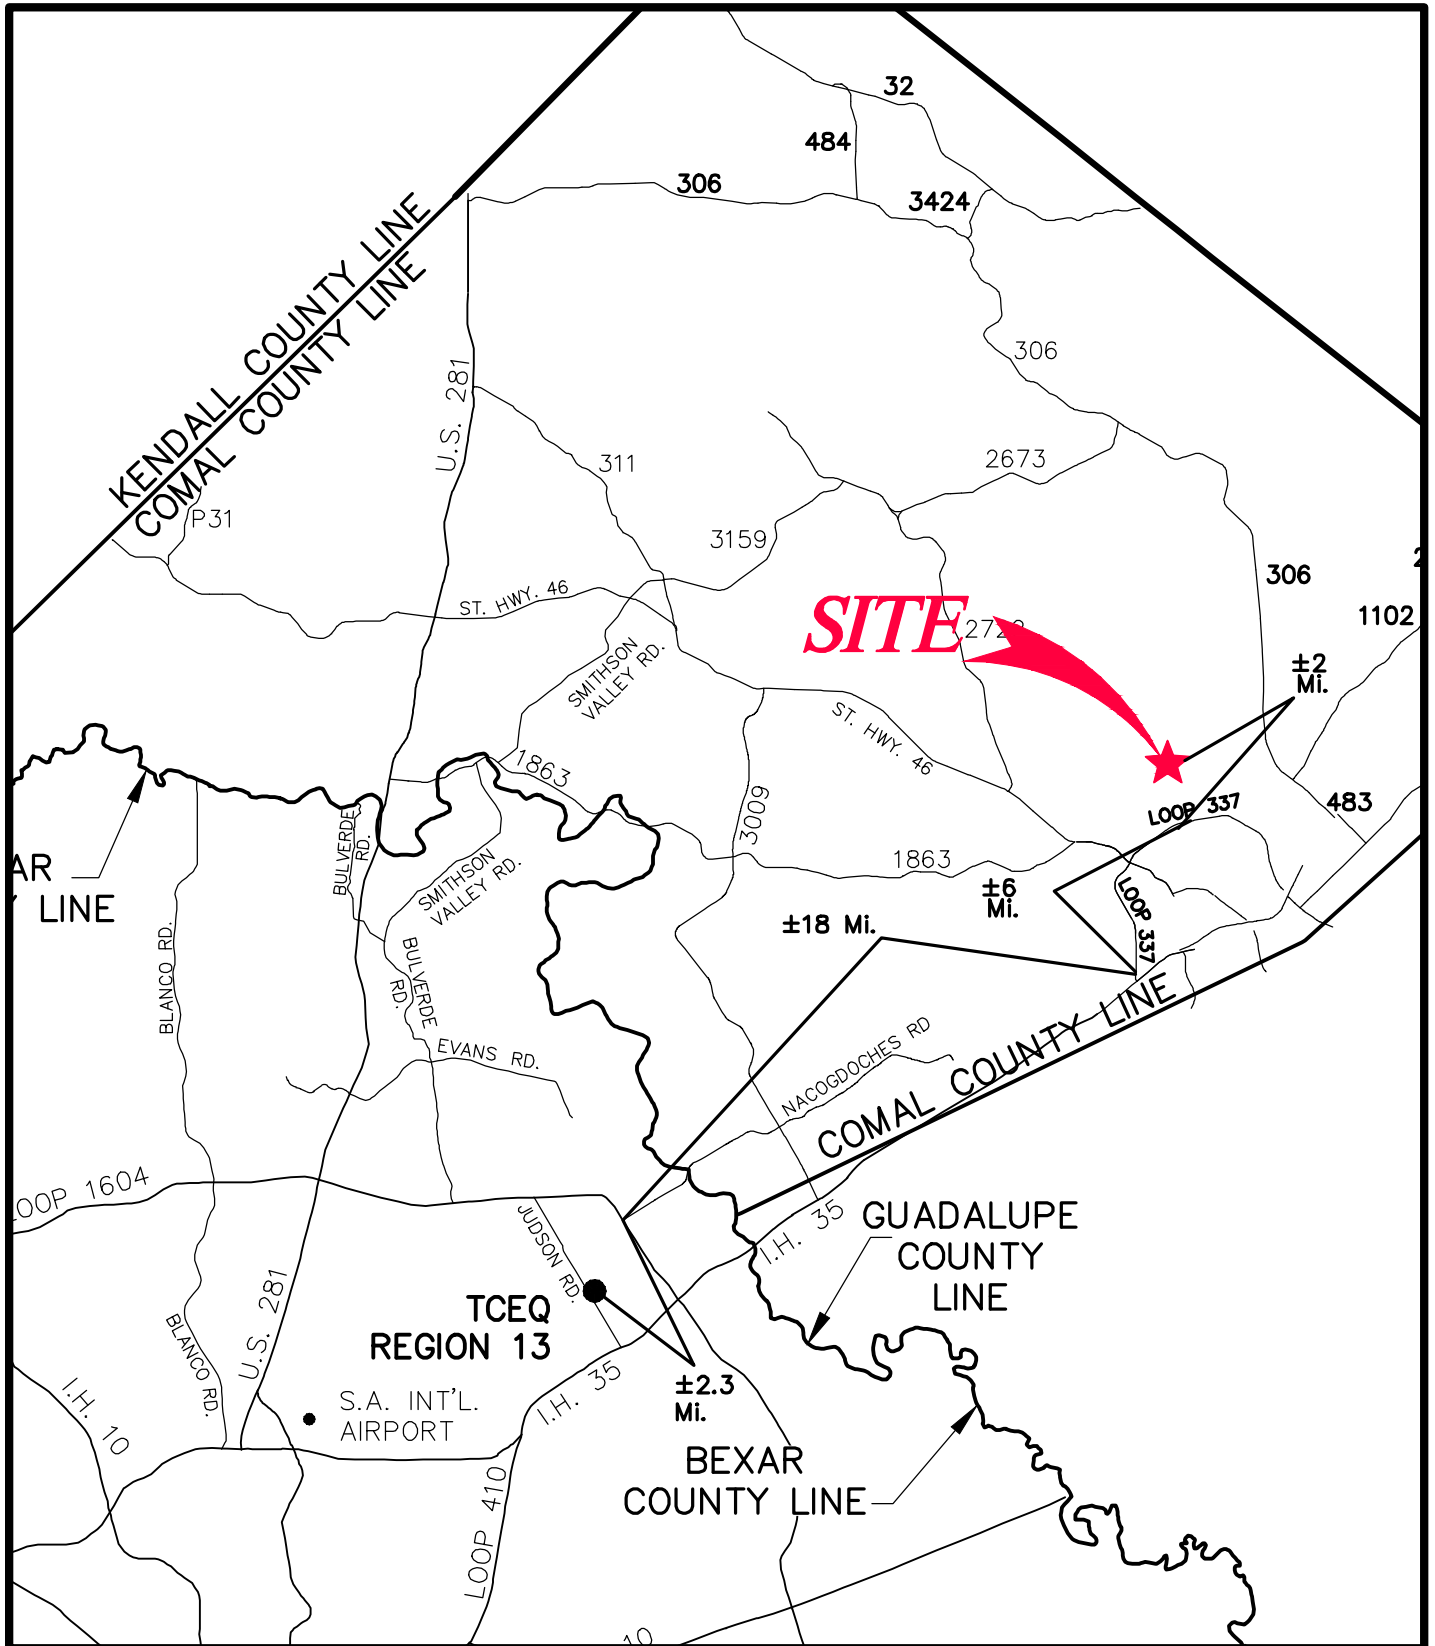 32
484
306
3424
KENDALL COUNTY LINE
COMAL COUNTY LINE
306
U.S. 281
311
2673
P31
3159
306
ST. HWY. 46
SITE
1102
SMITHSON
VALLEY RD.
±2
Mi.
ST. HWY. 46
1863
3009
LOOP 337
483
BULVERDE
RD.
1863
AR
LINE
SMITHSON
VALLEY RD.
±6
Mi.
LOOP 337
±18 Mi.
BLANCO RD.
BULVERDE
RD.
EVANS RD.
NACOGDOCHES RD
COMAL COUNTY LINE
OOP 1604
JUDSON RD.
I.H. 35
GUADALUPE
COUNTY
LINE
U.S. 281
TCEQ
REGION 13
BLANCO RD.
I.H. 10
S.A. INT'L.
AIRPORT
I.H. 35
±2.3
Mi.
BEXAR
COUNTY LINE
LOOP 410
10